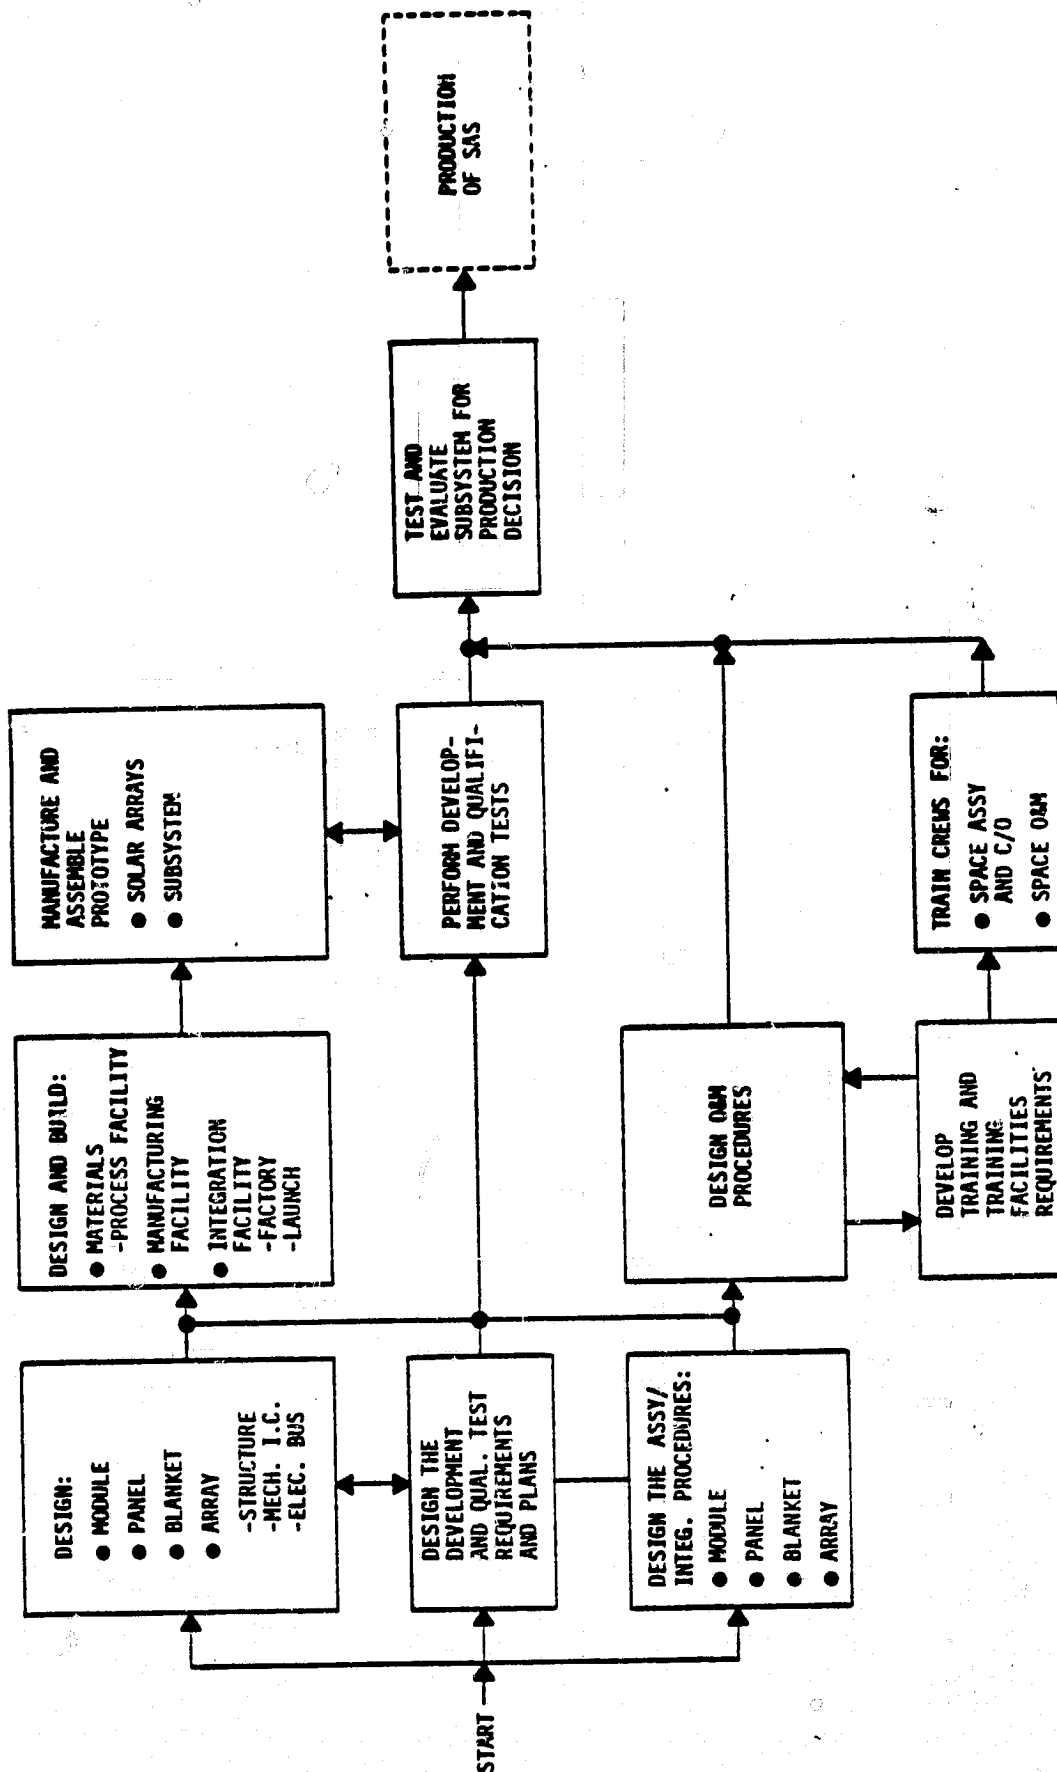 START
DESIGN:
● MODULE
● PANEL
● BLANKET
● ARRAY
-STRUCTURE
-MECH. I.C.
-ELEC. BUS
DESIGN THE
DEVELOPMENT
AND QUAL. TEST
REQUIREMENTS
AND PLANS
DESIGN THE ASSY/
INTEG. PROCEDURES:
● MODULE
● PANEL
● BLANKET
● ARRAY
DESIGN AND BUILD:
● MATERIALS
-PROCESS FACILITY
● MANUFACTURING
FACILITY
● INTEGRATION
FACILITY
-FACTORY
-LAUNCH
DESIGN O&M
PROCEDURES
DEVELOP
TRAINING AND
TRAINING
FACILITIES
REQUIREMENTS
MANUFACTURE AND
ASSEMBLE
PROTOTYPE
● SOLAR ARRAYS
● SUBSYSTEM
PERFORM DEVELOP-
MENT AND QUALIFI-
CATION TESTS
TRAIN CREWS FOR:
● SPACE ASSY
AND C/O
● SPACE O&M
TEST AND
EVALUATE
SUBSYSTEM FOR
PRODUCTION
DECISION
PRODUCTION
OF SAS